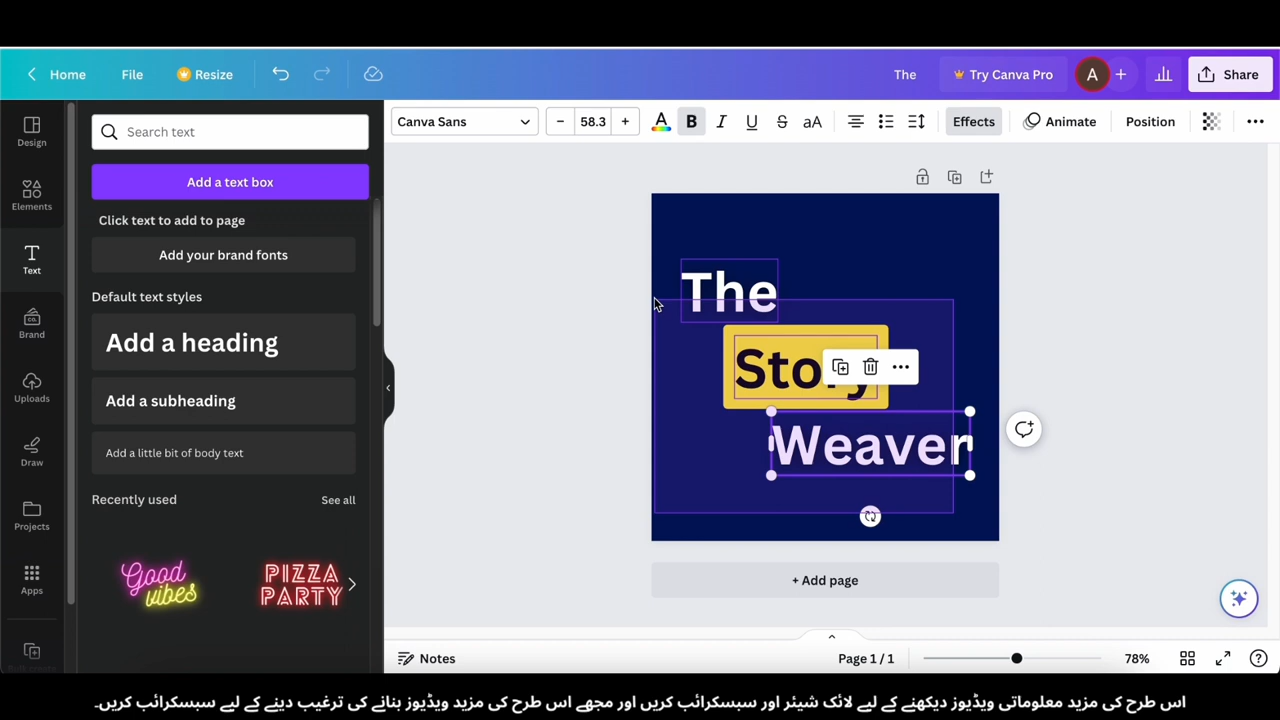 Home File Resize The Try Canva Pro A + Share
Search text
Canva Sans – 58.3 + A B I U S aA Effects Animate Position
Design
Elements
Text
Brand
Uploads
Draw
Projects
Apps
Add a text box
Click text to add to page
Add your brand fonts
Default text styles
Add a heading
Add a subheading
Add a little bit of body text
Recently used See all
Good vibes
PIZZA PARTY
The
Story
Weaver
+ Add page
Notes Page 1 / 1 78%
اس طرح کی مزید معلوماتی ویڈیوز دیکھنے کے لیے لائک شیئر اور سبسکرائب کریں اور مجھے اس طرح کی مزید ویڈیوز بنانے کی ترغیب دینے کے لیے سبسکرائب کریں۔